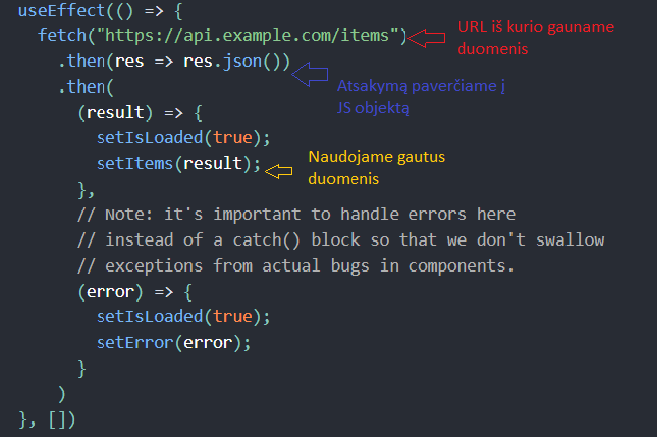 useEffect(() => {
fetch("https://api.example.com/items")
URL iš kurio gauname
duomenis
.then(res => res.json())
Atsakymą paverčiame į
JS objektą
.then(
(result) => {
setIsLoaded(true);
setItems(result);
Naudojame gautus
duomenis
},
// Note: it's important to handle errors here
// instead of a catch() block so that we don't swallow
// exceptions from actual bugs in components.
(error) => {
setIsLoaded(true);
setError(error);
}
)
}, [])